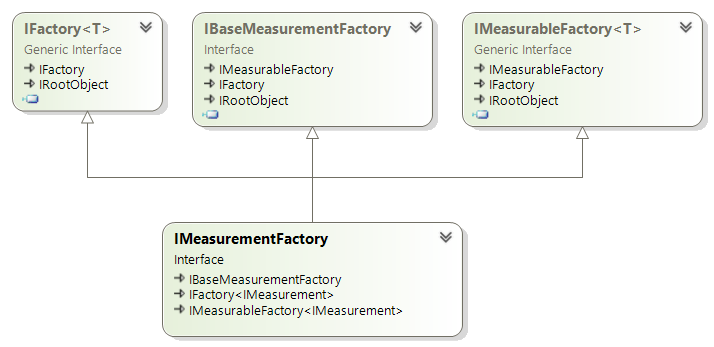 IFactory<T>
Generic Interface
IFactory
IRootObject
IBaseMeasurementFactory
Interface
IMeasurableFactory
IFactory
IRootObject
IMeasurableFactory<T>
Generic Interface
IMeasurableFactory
IFactory
IRootObject
IMeasurementFactory
Interface
IBaseMeasurementFactory
IFactory<IMeasurement>
IMeasurableFactory<IMeasurement>